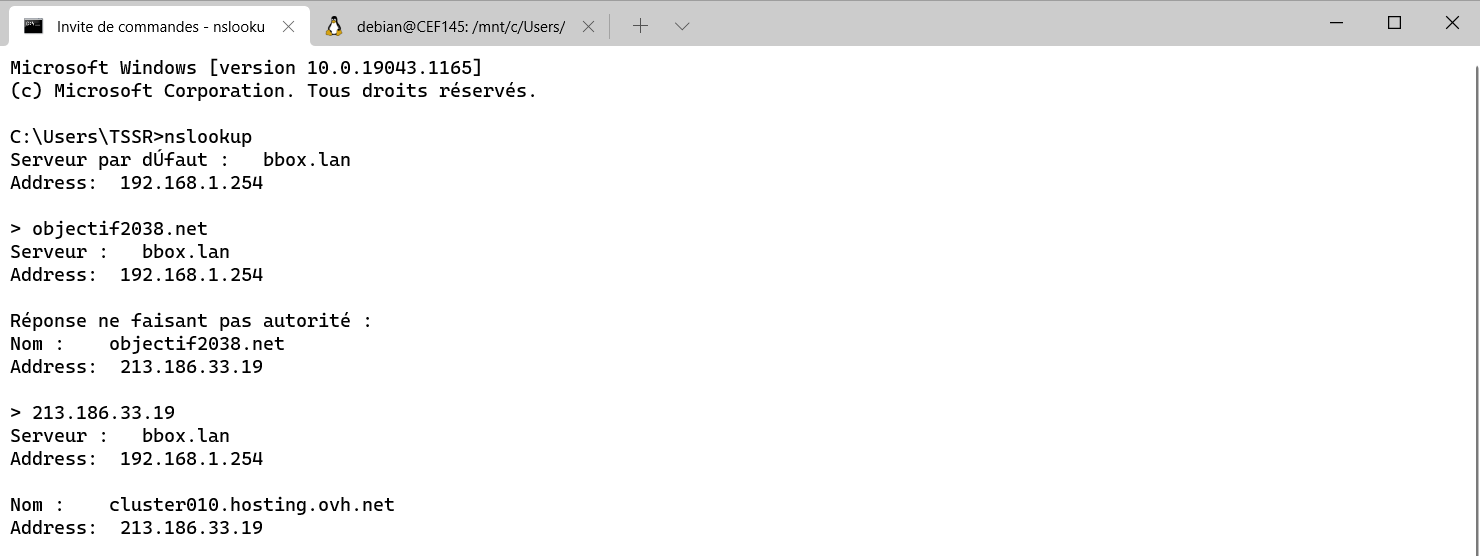 Invite de commandes - nslooku
debian@CEF145: /mnt/c/Users/
Microsoft Windows [version 10.0.19043.1165]
(c) Microsoft Corporation. Tous droits réservés.
C:\Users\TSSR>nslookup
Serveur par dÚfaut :   bbox.lan
Address:  192.168.1.254
> objectif2038.net
Serveur :   bbox.lan
Address:  192.168.1.254
Réponse ne faisant pas autorité :
Nom :    objectif2038.net
Address:  213.186.33.19
> 213.186.33.19
Serveur :   bbox.lan
Address:  192.168.1.254
Nom :    cluster010.hosting.ovh.net
Address:  213.186.33.19